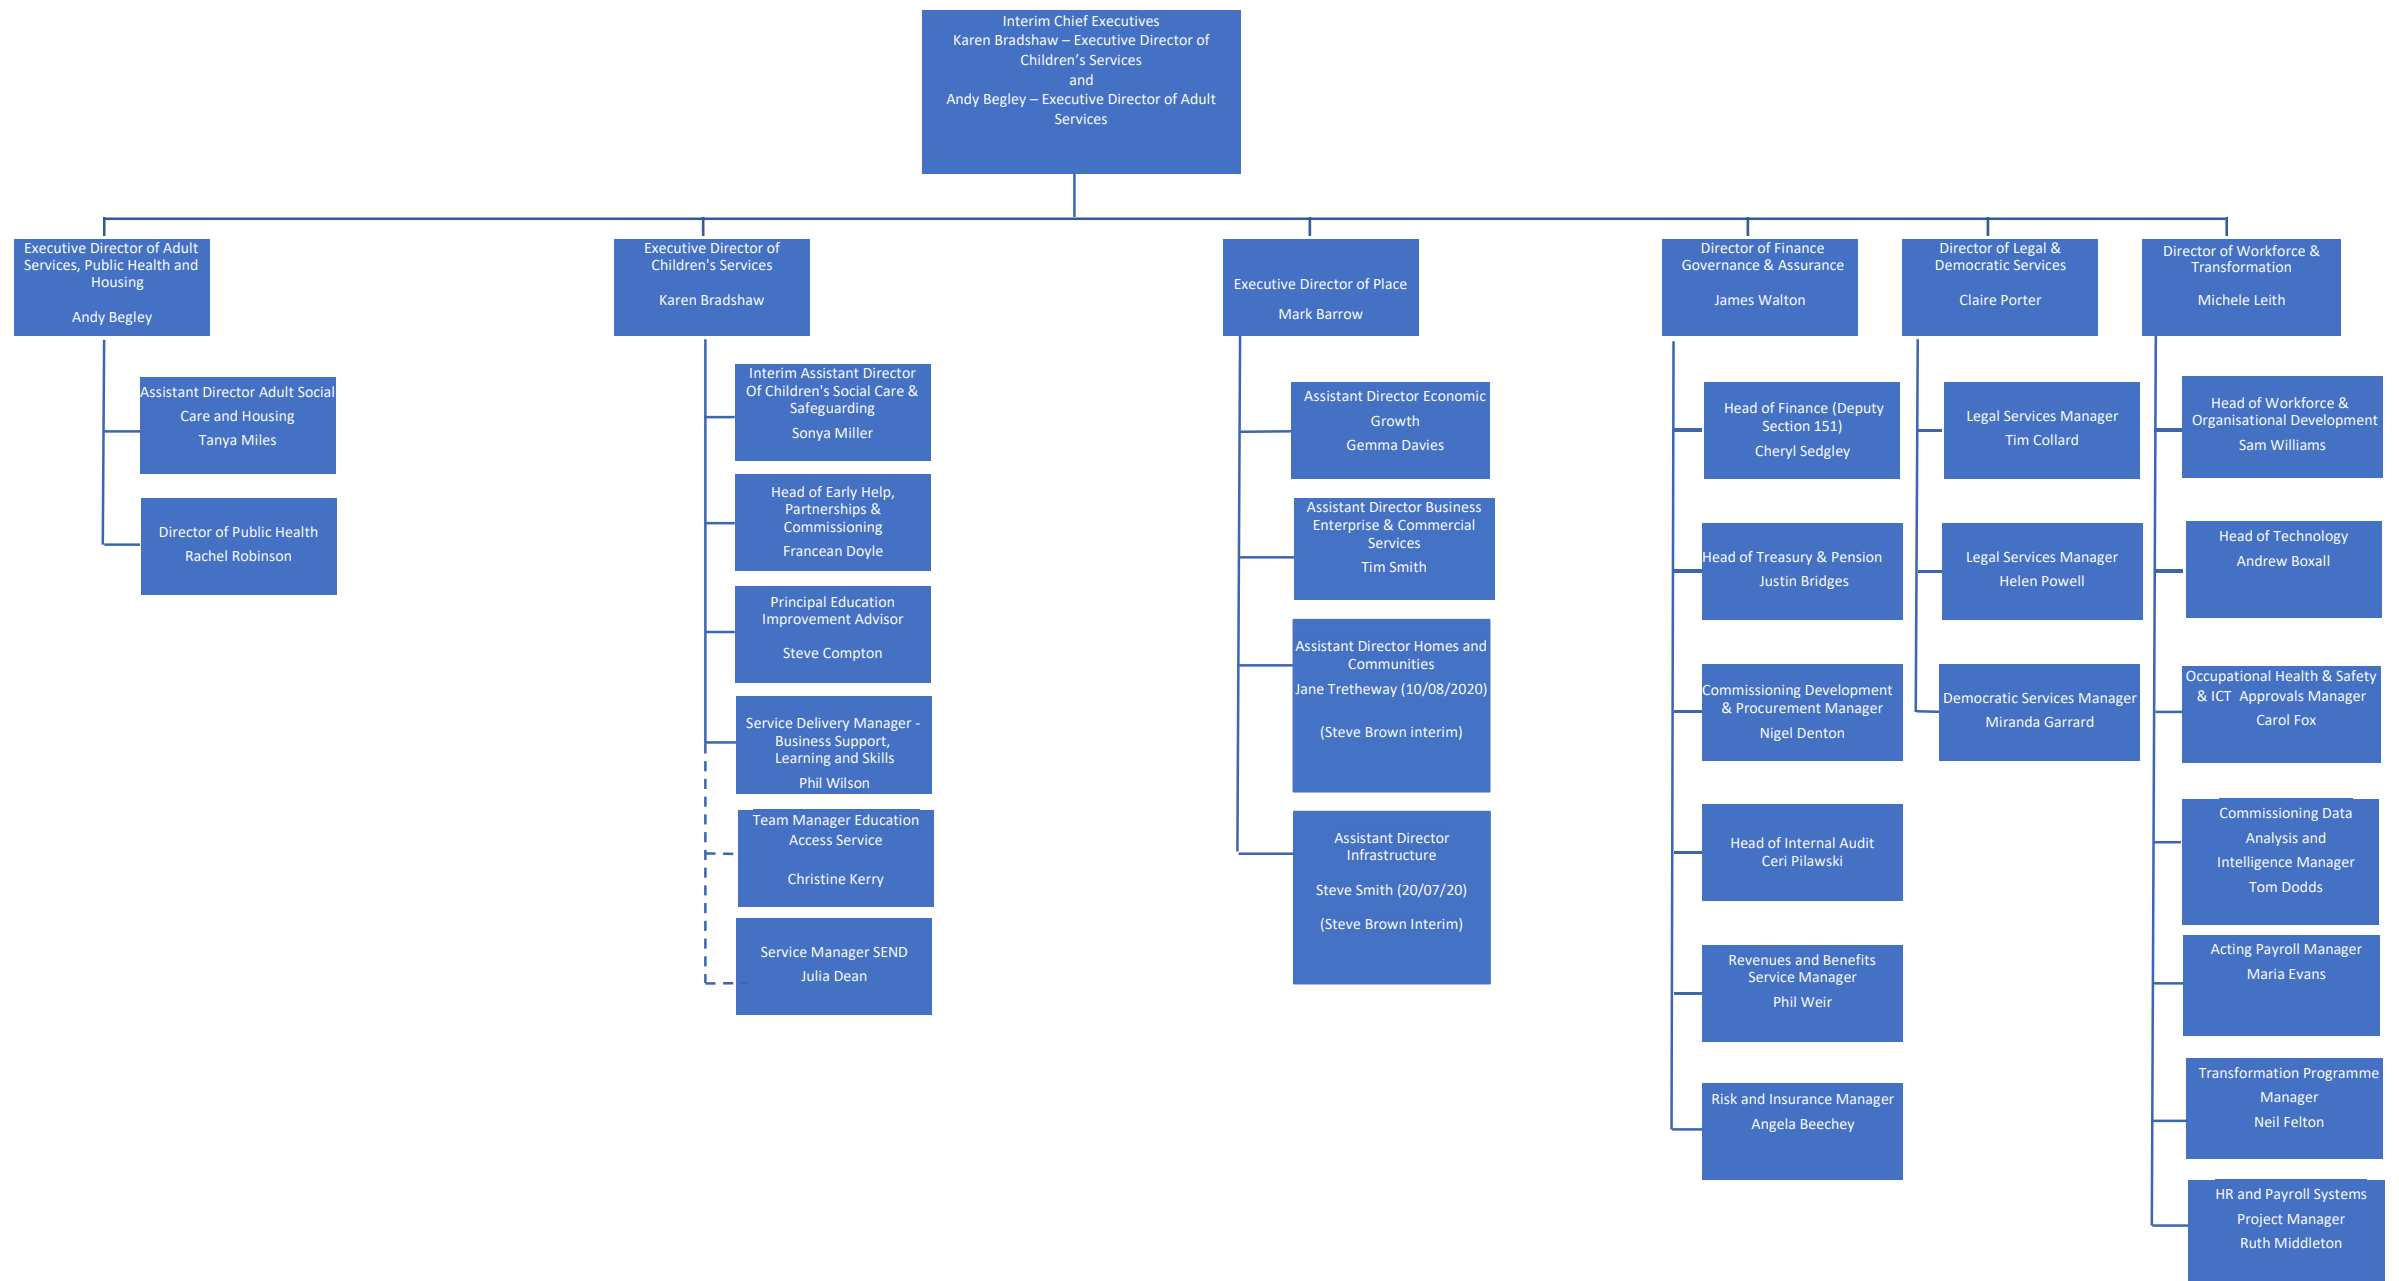 Interim Chief Executives
Karen Bradshaw – Executive Director of
Children's Services
and
Andy Begley – Executive Director of Adult
Services
Executive Director of Adult
Services, Public Health and
Housing
Andy Begley
Assistant Director Adult Social
Care and Housing
Tanya Miles
Director of Public Health
Rachel Robinson
Executive Director of
Children's Services
Karen Bradshaw
Interim Assistant Director
Of Children's Social Care &
Safeguarding
Sonya Miller
Head of Early Help,
Partnerships &
Commissioning
Francean Doyle
Principal Education
Improvement Advisor
Steve Compton
Service Delivery Manager -
Business Support,
Learning and Skills
Phil Wilson
Team Manager Education
Access Service
Christine Kerry
Service Manager SEND
Julia Dean
Executive Director of Place
Mark Barrow
Assistant Director Economic
Growth
Gemma Davies
Assistant Director Business
Enterprise & Commercial
Services
Tim Smith
Assistant Director Homes and
Communities
Jane Tretheway (10/08/2020)
(Steve Brown interim)
Assistant Director
Infrastructure
Steve Smith (20/07/20)
(Steve Brown Interim)
Director of Finance
Governance & Assurance
James Walton
Head of Finance (Deputy
Section 151)
Cheryl Sedgley
Head of Treasury & Pension
Justin Bridges
Commissioning Development
& Procurement Manager
Nigel Denton
Head of Internal Audit
Ceri Pilawski
Revenues and Benefits
Service Manager
Phil Weir
Risk and Insurance Manager
Angela Beechey
Director of Legal &
Democratic Services
Claire Porter
Legal Services Manager
Tim Collard
Legal Services Manager
Helen Powell
Democratic Services Manager
Miranda Garrard
Director of Workforce &
Transformation
Michele Leith
Head of Workforce &
Organisational Development
Sam Williams
Head of Technology
Andrew Boxall
Occupational Health & Safety
& ICT Approvals Manager
Carol Fox
Commissioning Data
Analysis and
Intelligence Manager
Tom Dodds
Acting Payroll Manager
Maria Evans
Transformation Programme
Manager
Neil Felton
HR and Payroll Systems
Project Manager
Ruth Middleton